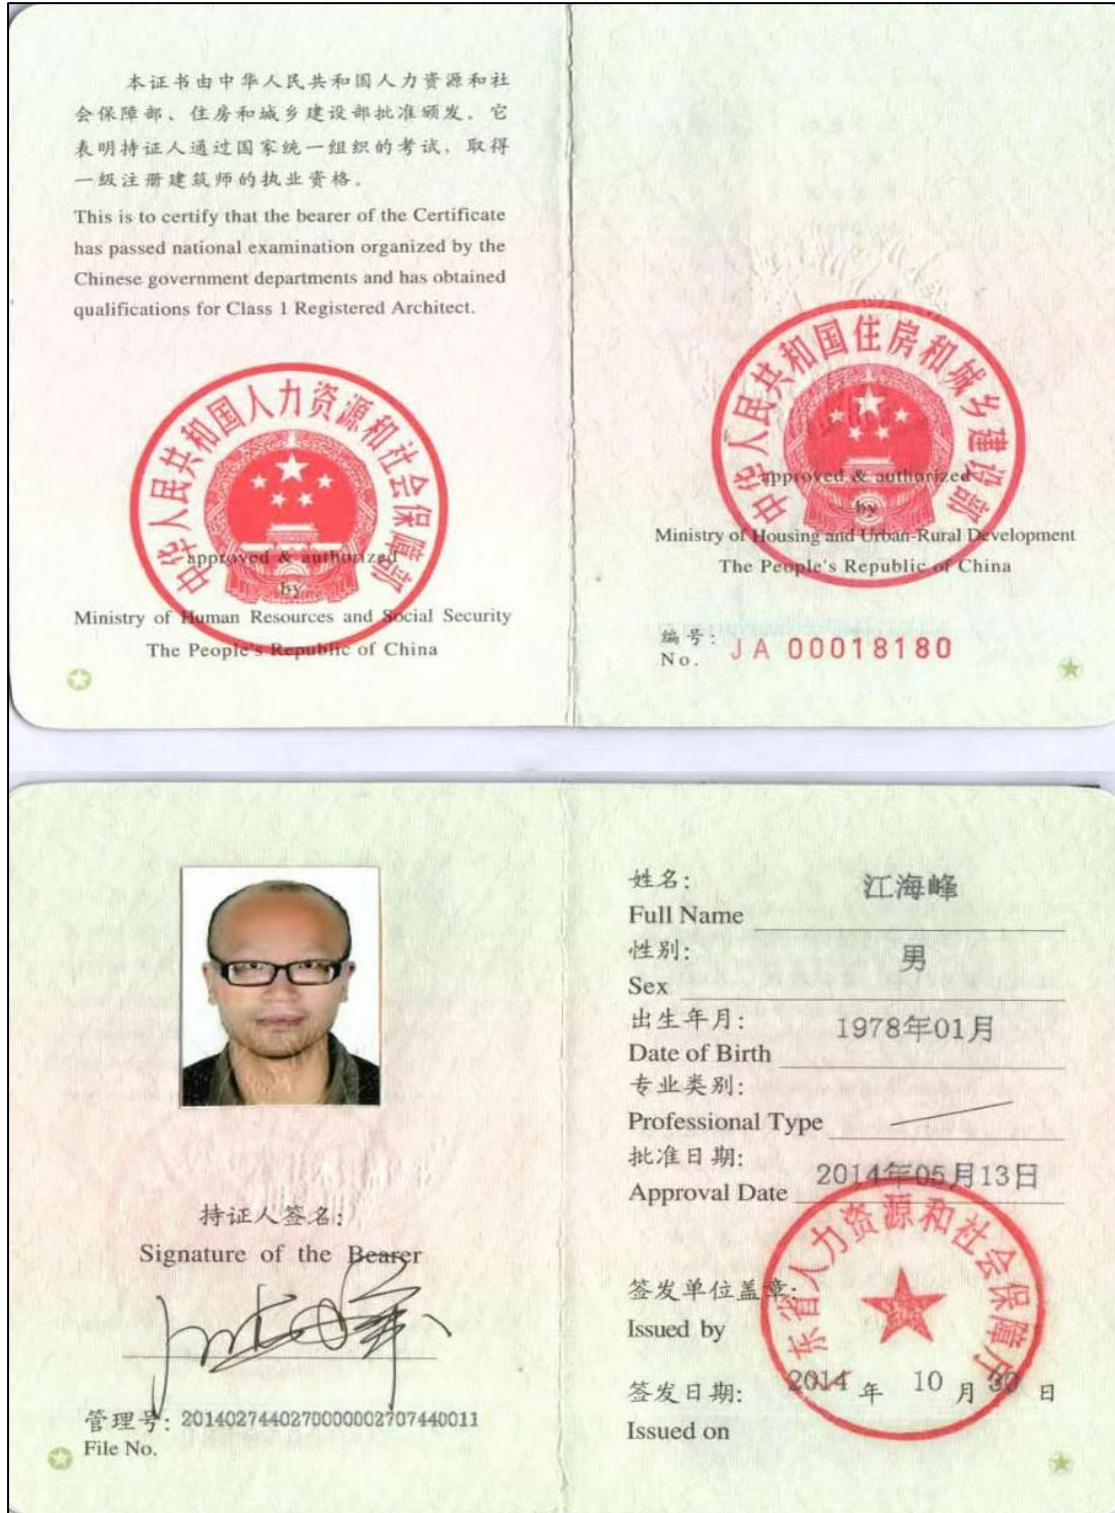 本证书由中华人民共和国人力资源和社
会保障部、住房和城乡建设部批准颁发。它
表明持证人通过国家统一组织的考试，取得
一级注册建筑师的执业资格。
This is to certify that the bearer of the Certificate
has passed national examination organized by the
Chinese government departments and has obtained
qualifications for Class 1 Registered Architect.
中华人民共和国人力资源和社会保障部
approved & authorized
by
Ministry of Human Resources and Social Security
The People's Republic of China
中华人民共和国住房和城乡建设部
approved & authorized
by
Ministry of Housing and Urban-Rural Development
The People's Republic of China
编号:
No. JA 00018180
持证人签名:
Signature of the Bearer
管理号: 2014027440270000002707440011
File No.
姓名: 江海峰
Full Name
性别: 男
Sex
出生年月: 1978年01月
Date of Birth
专业类别:
Professional Type
批准日期: 2014年05月13日
Approval Date
东省人力资源和社会保障厅
签发单位盖章:
Issued by
签发日期: 2014 年 10 月 30 日
Issued on